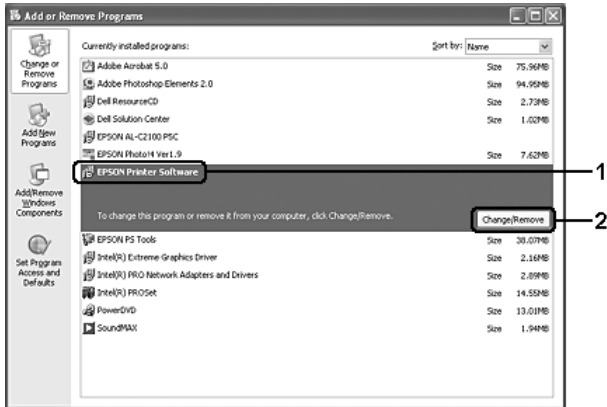 Add or Remove Programs
Change or
Remove
Programs
Add New
Programs
Add/Remove
Windows
Components
Set Program
Access and
Defaults
Currently installed programs:
Sort by: Name
Adobe Acrobat 5.0 Size 75.96MB
Adobe Photoshop Elements 2.0 Size 94.95MB
Dell ResourceCD Size 2.73MB
Dell Solution Center Size 1.02MB
EPSON AL-C2100 PSC
EPSON Photo!4 Ver1.9 Size 7.62MB
EPSON Printer Software 1
To change this program or remove it from your computer, click Change/Remove. Change/Remove 2
EPSON PS Tools Size 38.07MB
Intel(R) Extreme Graphics Driver Size 2.16MB
Intel(R) PRO Network Adapters and Drivers Size 2.89MB
Intel(R) PROSet Size 14.55MB
PowerDVD Size 13.01MB
SoundMAX Size 1.94MB